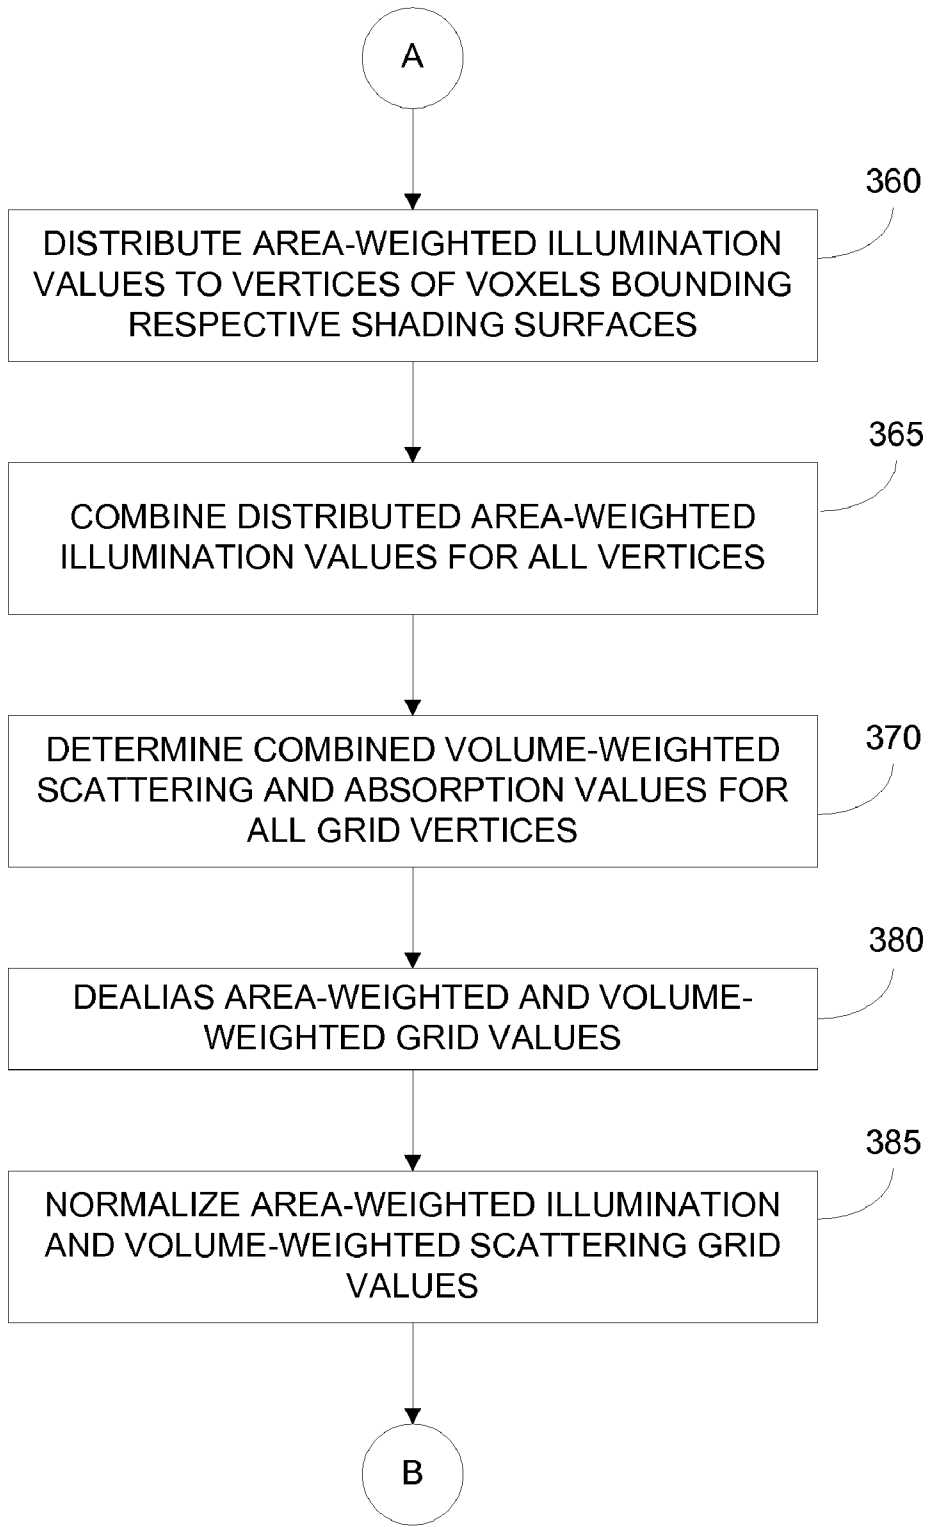 A
360
DISTRIBUTE AREA-WEIGHTED ILLUMINATION
VALUES TO VERTICES OF VOXELS BOUNDING
RESPECTIVE SHADING SURFACES
365
COMBINE DISTRIBUTED AREA-WEIGHTED
ILLUMINATION VALUES FOR ALL VERTICES
370
DETERMINE COMBINED VOLUME-WEIGHTED
SCATTERING AND ABSORPTION VALUES FOR
ALL GRID VERTICES
380
DEALIAS AREA-WEIGHTED AND VOLUME-
WEIGHTED GRID VALUES
385
NORMALIZE AREA-WEIGHTED ILLUMINATION
AND VOLUME-WEIGHTED SCATTERING GRID
VALUES
B